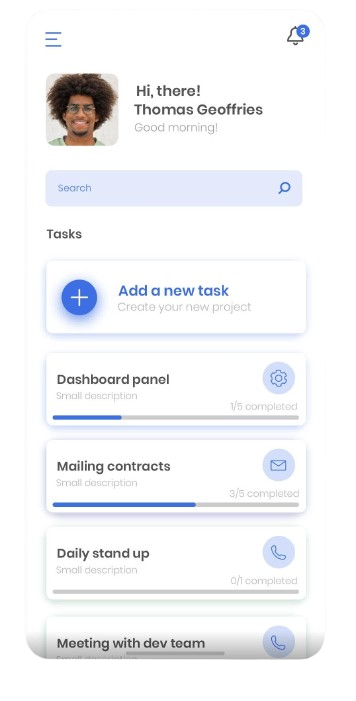 3
Hi, there!
Thomas Geoffries
Good morning!
Search
Tasks
Add a new task
Create your new project
Dashboard panel
Small description
1/5 completed
Mailing contracts
Small description
3/5 completed
Daily stand up
Small description
0/1 completed
Meeting with dev team
Small description